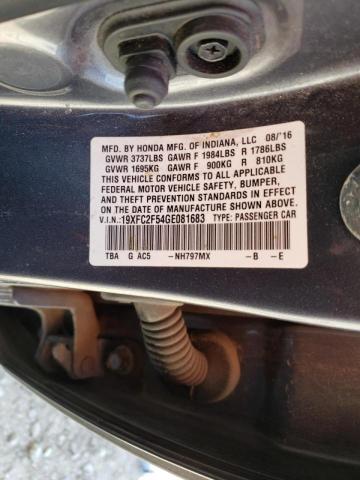 MFD. BY HONDA MFG. OF INDIANA, LLC 08/'16
GVWR 3737LBS GAWR F 1984LBS R 1786LBS
GVWR 1695KG GAWR F 900KG R 810KG
THIS VEHICLE CONFORMS TO ALL APPLICABLE
FEDERAL MOTOR VEHICLE SAFETY, BUMPER,
AND THEFT PREVENTION STANDARDS IN EFFECT
ON THE DATE OF MANUFACTURE SHOWN ABOVE.
V.I.N.:19XFC2F54GE081683 TYPE: PASSENGER CAR
TBA G AC5 -NH797MX -B -E